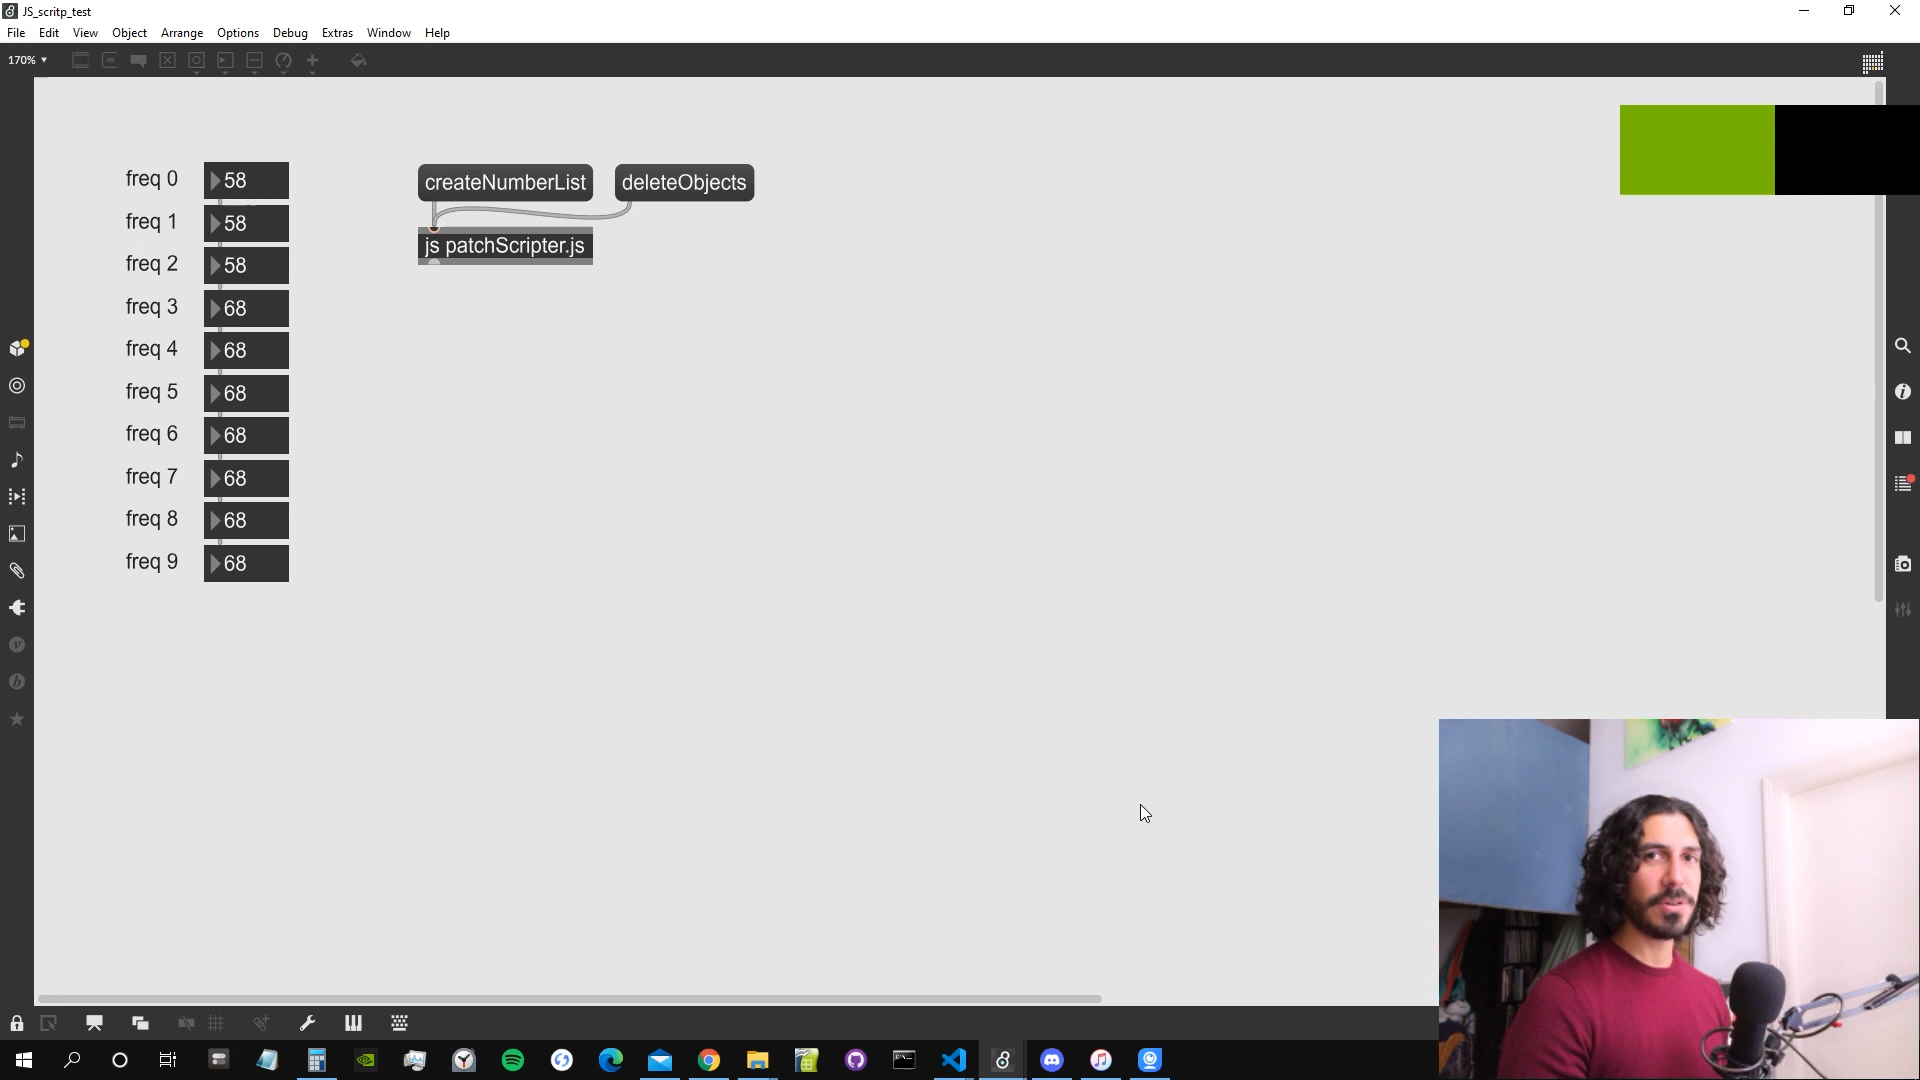 JS_scritp_test
File Edit View Object Arrange Options Debug Extras Window Help
170%
freq 0 58
freq 1 58
freq 2 58
freq 3 68
freq 4 68
freq 5 68
freq 6 68
freq 7 68
freq 8 68
freq 9 68
createNumberList deleteObjects
js patchScripter.js